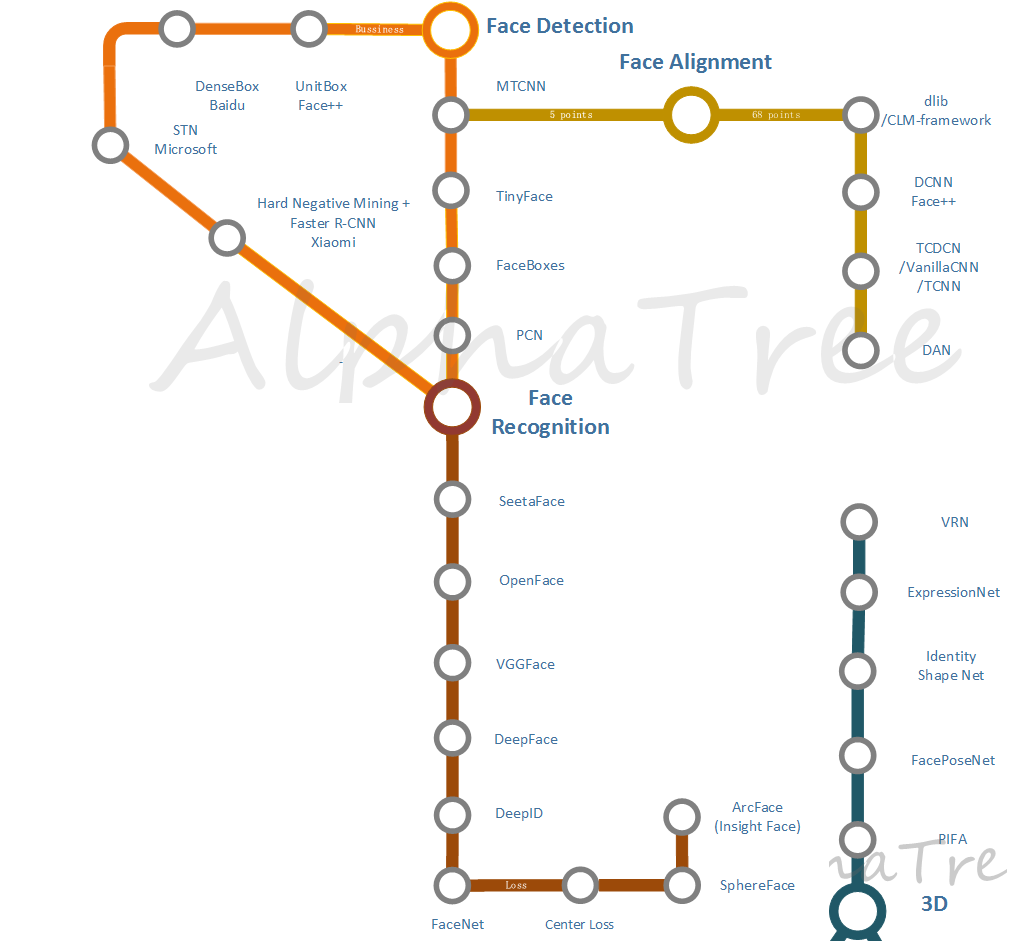 Bussiness
Face Detection
Face Alignment
DenseBox
Baidu
UnitBox
Face++
MTCNN
5 points
68 points
dlib
/CLM-framework
STN
Microsoft
Hard Negative Mining +
Faster R-CNN
Xiaomi
TinyFace
DCNN
Face++
FaceBoxes
TCDCN
/VanillaCNN
/TCNN
PCN
DAN
AlphaTree
-
Face
Recognition
SeetaFace
VRN
OpenFace
ExpressionNet
VGGFace
Identity
Shape Net
DeepFace
FacePoseNet
DeepID
ArcFace
(Insight Face)
PIFA
haTre
Loss
SphereFace
FaceNet
Center Loss
3D